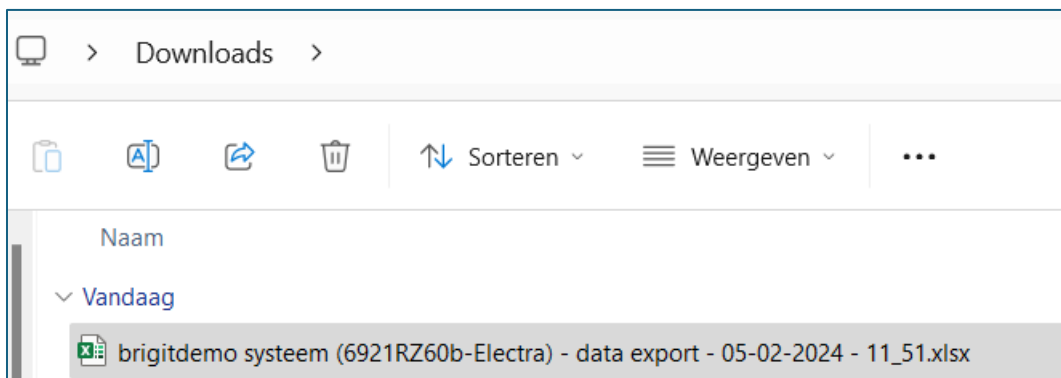 Downloads
Sorteren Weergeven
Naam
Vandaag
brigitdemo systeem (6921RZ60b-Electra) - data export - 05-02-2024 - 11_51.xlsx